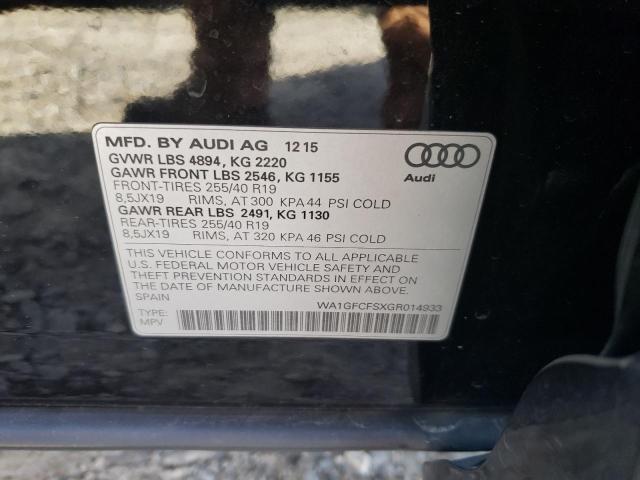 MFD. BY AUDI AG 12 15
GVWR LBS 4894, KG 2220
GAWR FRONT LBS 2546, KG 1155
FRONT-TIRES 255/40 R19
8,5JX19 RIMS, AT 300 KPA 44 PSI COLD
GAWR REAR LBS 2491, KG 1130
REAR-TIRES 255/40 R19
8,5JX19 RIMS, AT 320 KPA 46 PSI COLD
Audi
THIS VEHICLE CONFORMS TO ALL APPLICABLE
U.S. FEDERAL MOTOR VEHICLE SAFETY AND
THEFT PREVENTION STANDARDS IN EFFECT ON
THE DATE OF MANUFACTURE SHOWN ABOVE
SPAIN
WA1GFCFSXGR014933
TYPE:
MPV